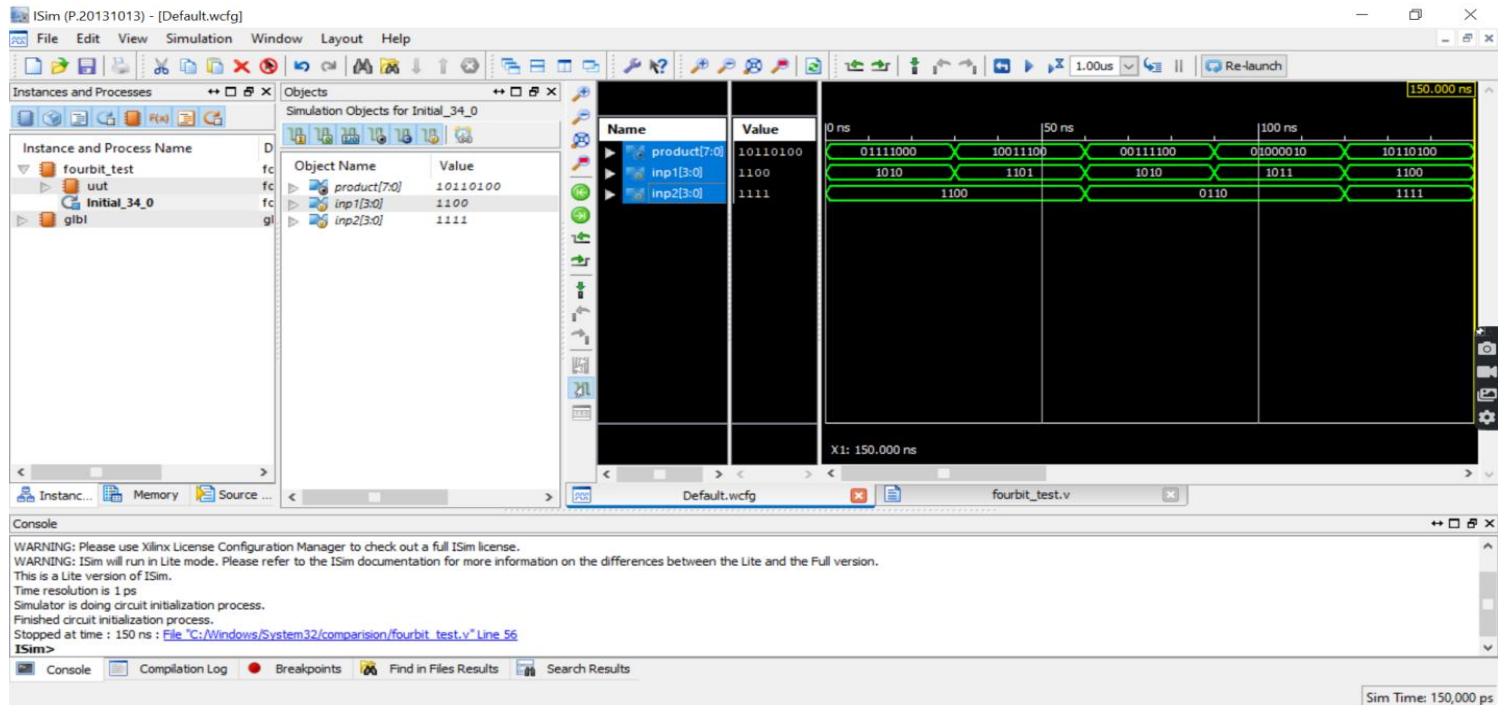 ISim (P.20131013) - [Default.wcfg]
File Edit View Simulation Window Layout Help
1.00us Re-launch
Instances and Processes
F(x)
Instance and Process Name D
fourbit_test fc
uut fc
Initial_34_0 fc
glbl gl
Instanc... Memory Source ...
Objects
Simulation Objects for Initial_34_0
Object Name Value
product[7:0] 10110100
inp1[3:0] 1100
inp2[3:0] 1111
150.000 ns
Name Value 0 ns 50 ns 100 ns
product[7:0] 10110100 01111000 10011100 00111100 01000010 10110100
inp1[3:0] 1100 1010 1101 1010 1011 1100
inp2[3:0] 1111 1100 0110 1111
X1: 150.000 ns
Default.wcfg fourbit_test.v
Console
WARNING: Please use Xilinx License Configuration Manager to check out a full ISim license.
WARNING: ISim will run in Lite mode. Please refer to the ISim documentation for more information on the differences between the Lite and the Full version.
This is a Lite version of ISim.
Time resolution is 1 ps
Simulator is doing circuit initialization process.
Finished circuit initialization process.
Stopped at time : 150 ns : File "C:/Windows/System32/comparision/fourbit_test.v" Line 56
ISim>
Console Compilation Log Breakpoints Find in Files Results Search Results
Sim Time: 150,000 ps